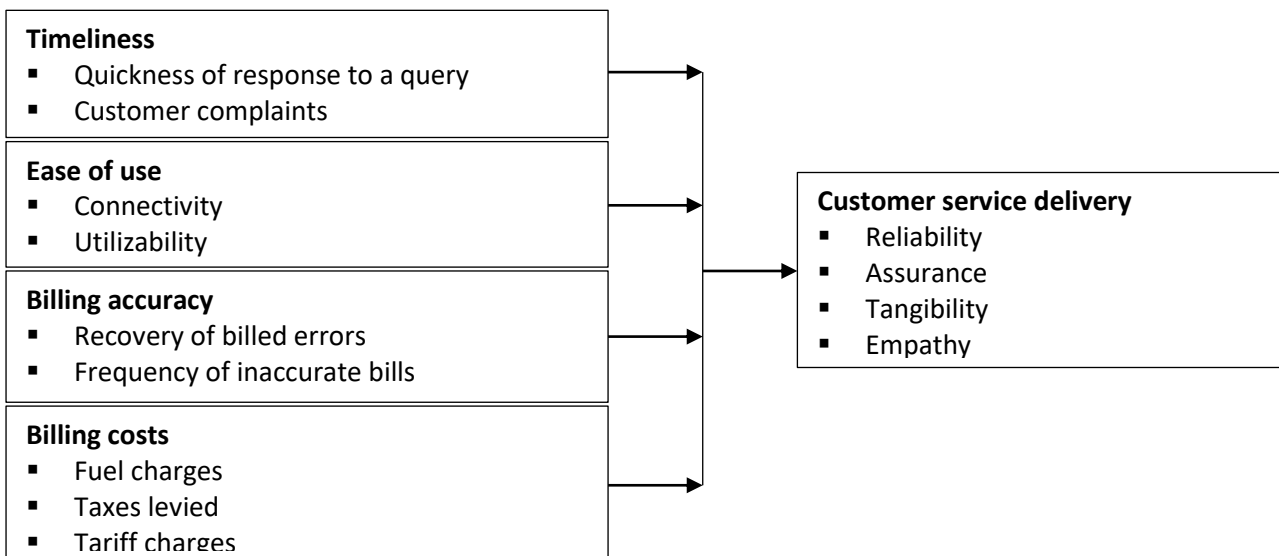 Timeliness
▪ Quickness of response to a query
▪ Customer complaints
Ease of use
▪ Connectivity
▪ Utilizability
Billing accuracy
▪ Recovery of billed errors
▪ Frequency of inaccurate bills
Billing costs
▪ Fuel charges
▪ Taxes levied
▪ Tariff charges
Customer service delivery
▪ Reliability
▪ Assurance
▪ Tangibility
▪ Empathy